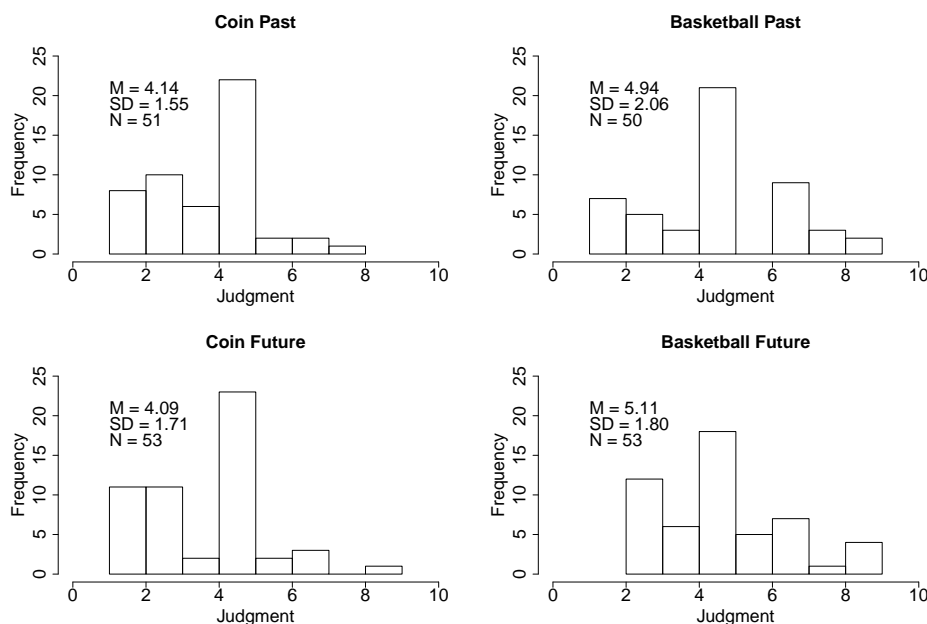 Coin Past
25
20
15
10
5
0
Frequency
M = 4.14
SD = 1.55
N = 51
0 2 4 6 8 10
Judgment
Basketball Past
25
20
15
10
5
0
Frequency
M = 4.94
SD = 2.06
N = 50
0 2 4 6 8 10
Judgment
Coin Future
25
20
15
10
5
0
Frequency
M = 4.09
SD = 1.71
N = 53
0 2 4 6 8 10
Judgment
Basketball Future
25
20
15
10
5
0
Frequency
M = 5.11
SD = 1.80
N = 53
0 2 4 6 8 10
Judgment